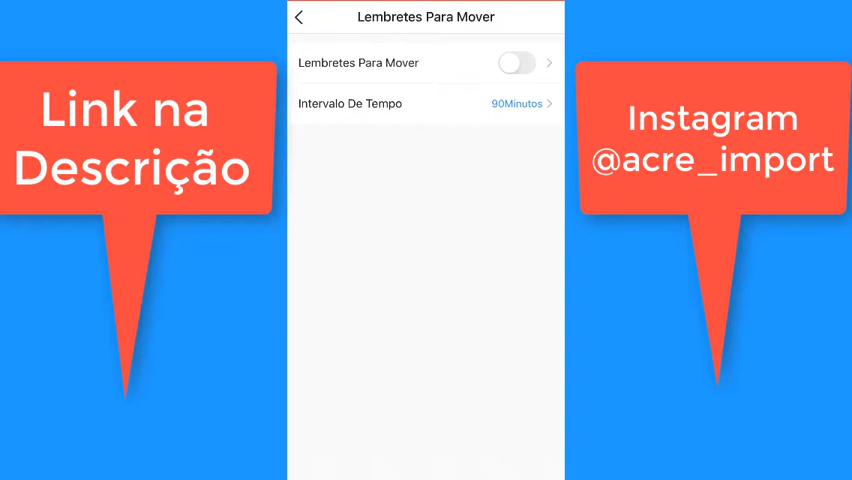 Lembretes Para Mover
Lembretes Para Mover
Intervalo De Tempo 90Minutos
Link na
Descrição
Instagram
@acre_import